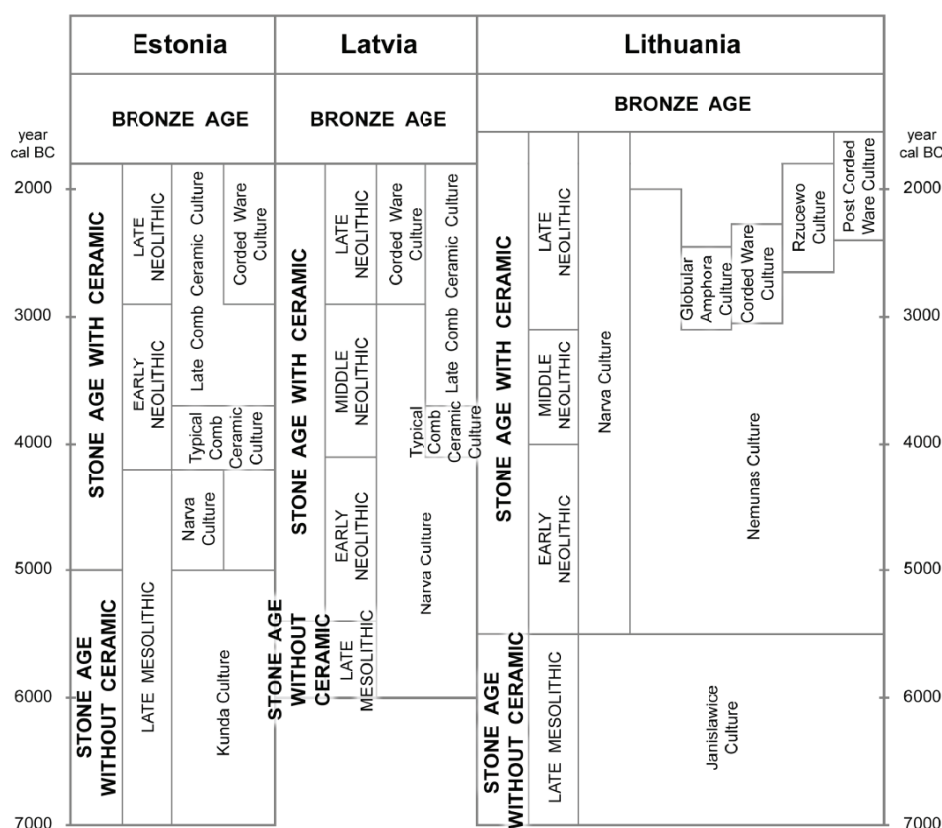 Estonia
Latvia
Lithuania
BRONZE AGE
BRONZE AGE
BRONZE AGE
year
cal BC
2000
3000
4000
5000
6000
7000
STONE AGE WITH CERAMIC
STONE AGE
WITHOUT CERAMIC
LATE
NEOLITHIC
EARLY
NEOLITHIC
LATE MESOLITHIC
Late Comb Ceramic Culture
Corded Ware
Culture
Typical
Comb
Ceramic
Culture
Narva
Culture
Kunda Culture
STONE AGE WITH CERAMIC
STONE AGE
WITHOUT
CERAMIC
LATE
NEOLITHIC
MIDDLE
NEOLITHIC
EARLY
NEOLITHIC
LATE
MESOLITHIC
Corded Ware
Culture
Late Comb Ceramic Culture
Typical
Comb
Ceramic
Culture
Narva Culture
STONE AGE WITH CERAMIC
STONE AGE
WITHOUT CERAMIC
LATE
NEOLITHIC
MIDDLE
NEOLITHIC
EARLY
NEOLITHIC
LATE MESOLITHIC
Narva Culture
Globular
Amphora
Culture
Corded Ware
Culture
Rzucewo
Culture
Post Corded
Ware Culture
Nemunas Culture
Janislawice
Culture
year
cal BC
2000
3000
4000
5000
6000
7000